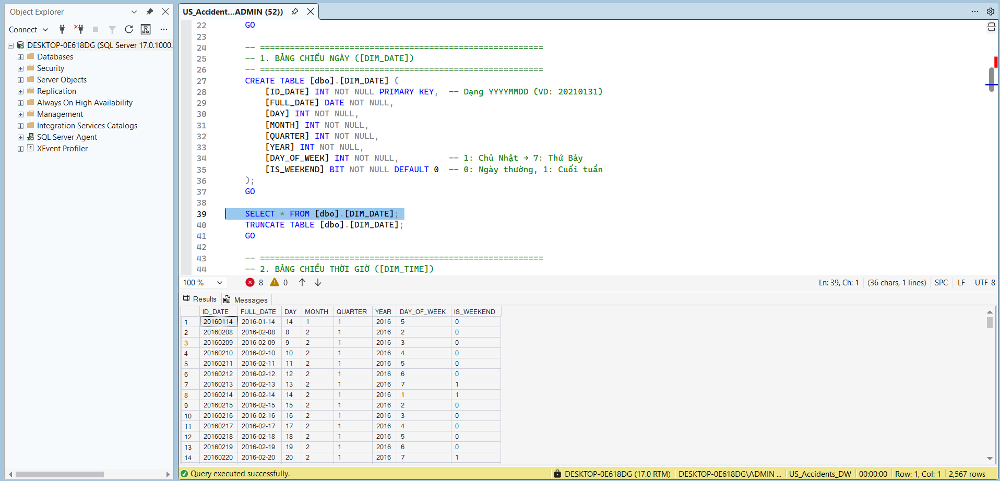 Object Explorer
Connect
DESKTOP-0E618DG (SQL Server 17.0.1000.
Databases
Security
Server Objects
Replication
Always On High Availability
Management
Integration Services Catalogs
SQL Server Agent
XEvent Profiler
US_Accident...ADMIN (52))
22 GO
23
24 -- =========================================================
25 -- 1. BẢNG CHIỀU NGÀY ([DIM_DATE])
26 -- =========================================================
27 CREATE TABLE [dbo].[DIM_DATE] (
28 [ID_DATE] INT NOT NULL PRIMARY KEY, -- Dạng YYYYMMDD (VD: 20210131)
29 [FULL_DATE] DATE NOT NULL,
30 [DAY] INT NOT NULL,
31 [MONTH] INT NOT NULL,
32 [QUARTER] INT NOT NULL,
33 [YEAR] INT NOT NULL,
34 [DAY_OF_WEEK] INT NOT NULL, -- 1: Chủ Nhật → 7: Thứ Bảy
35 [IS_WEEKEND] BIT NOT NULL DEFAULT 0 -- 0: Ngày thường, 1: Cuối tuần
36 );
37 GO
38
39 SELECT * FROM [dbo].[DIM_DATE];
40 TRUNCATE TABLE [dbo].[DIM_DATE];
41 GO
42
43 -- =========================================================
44 -- 2. BẢNG CHIỀU THỜI GIỜ ([DIM_TIME])
100 % 8 0 Ln: 39, Ch: 1 (36 chars, 1 lines) SPC LF UTF-8
Results Messages
ID_DATE FULL_DATE DAY MONTH QUARTER YEAR DAY_OF_WEEK IS_WEEKEND
1 20160114 2016-01-14 14 1 1 2016 5 0
2 20160208 2016-02-08 8 2 1 2016 2 0
3 20160209 2016-02-09 9 2 1 2016 3 0
4 20160210 2016-02-10 10 2 1 2016 4 0
5 20160211 2016-02-11 11 2 1 2016 5 0
6 20160212 2016-02-12 12 2 1 2016 6 0
7 20160213 2016-02-13 13 2 1 2016 7 1
8 20160214 2016-02-14 14 2 1 2016 1 1
9 20160215 2016-02-15 15 2 1 2016 2 0
10 20160216 2016-02-16 16 2 1 2016 3 0
11 20160217 2016-02-17 17 2 1 2016 4 0
12 20160218 2016-02-18 18 2 1 2016 5 0
13 20160219 2016-02-19 19 2 1 2016 6 0
14 20160220 2016-02-20 20 2 1 2016 7 1
Query executed successfully. DESKTOP-0E618DG (17.0 RTM) DESKTOP-0E618DG\ADMIN ... US_Accidents_DW 00:00:00 Row: 1, Col: 1 2,567 rows